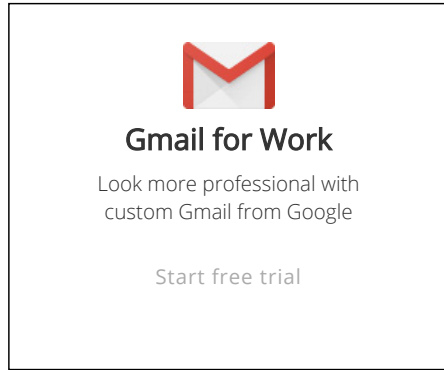 Gmail for Work
Look more professional with
custom Gmail from Google
Start free trial